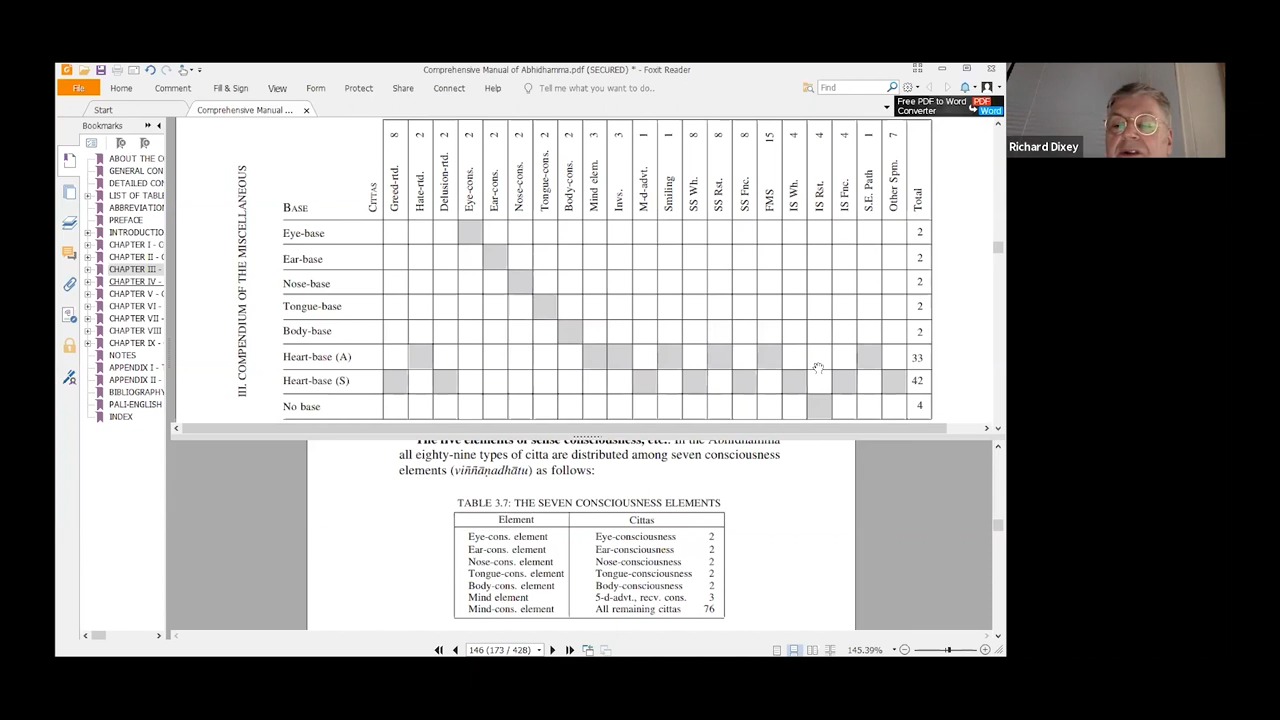 Comprehensive Manual of Abhidhamma.pdf (SECURED) * - Foxit Reader
File Home Comment View Form Protect Share Connect Help Tell me what you want to do.. Find
Start Comprehensive Manual ... ×
Free PDF to Word Converter PDF Word
Bookmarks
ABOUT THE C
GENERAL CON
DETAILED CON
LIST OF TABLE
ABBREVIATION
PREFACE
INTRODUCTIO
CHAPTER I - C
CHAPTER II - C
CHAPTER III -
CHAPTER IV -
CHAPTER V - C
CHAPTER VI -
CHAPTER VII -
CHAPTER VIII
CHAPTER IX -
NOTES
APPENDIX I - T
APPENDIX II -
BIBLIOGRAPHY
PALI-ENGLISH
INDEX
III. COMPENDIUM OF THE MISCELLANEOUS
BASE
CITTAS
Greed-rtd. 8
Hate-rtd. 2
Delusion-rtd. 2
Eye-cons. 2
Ear-cons. 2
Nose-cons. 2
Tongue-cons. 2
Body-cons. 2
Mind elem. 3
Invs. 3
M-d-advt. 1
Smiling 1
SS Wh. 8
SS Rst. 8
SS Fnc. 8
FMS 15
IS Wh. 4
IS Rst. 4
IS Fnc. 4
S.E. Path 1
Other Spm. 7
Total
Eye-base 2
Ear-base 2
Nose-base 2
Tongue-base 2
Body-base 2
Heart-base (A) 33
Heart-base (S) 42
No base 4
The five elements of sense consciousness, etc.: In the Abhidhamma
all eighty-nine types of citta are distributed among seven consciousness
elements (viññāṇadhātu) as follows:
TABLE 3.7: THE SEVEN CONSCIOUSNESS ELEMENTS
Element Cittas
Eye-cons. element Eye-consciousness 2
Ear-cons. element Ear-consciousness 2
Nose-cons. element Nose-consciousness 2
Tongue-cons. element Tongue-consciousness 2
Body-cons. element Body-consciousness 2
Mind element 5-d-advt., recv. cons. 3
Mind-cons. element All remaining cittas 76
146 (173 / 428) 145.39%
Richard Dixey